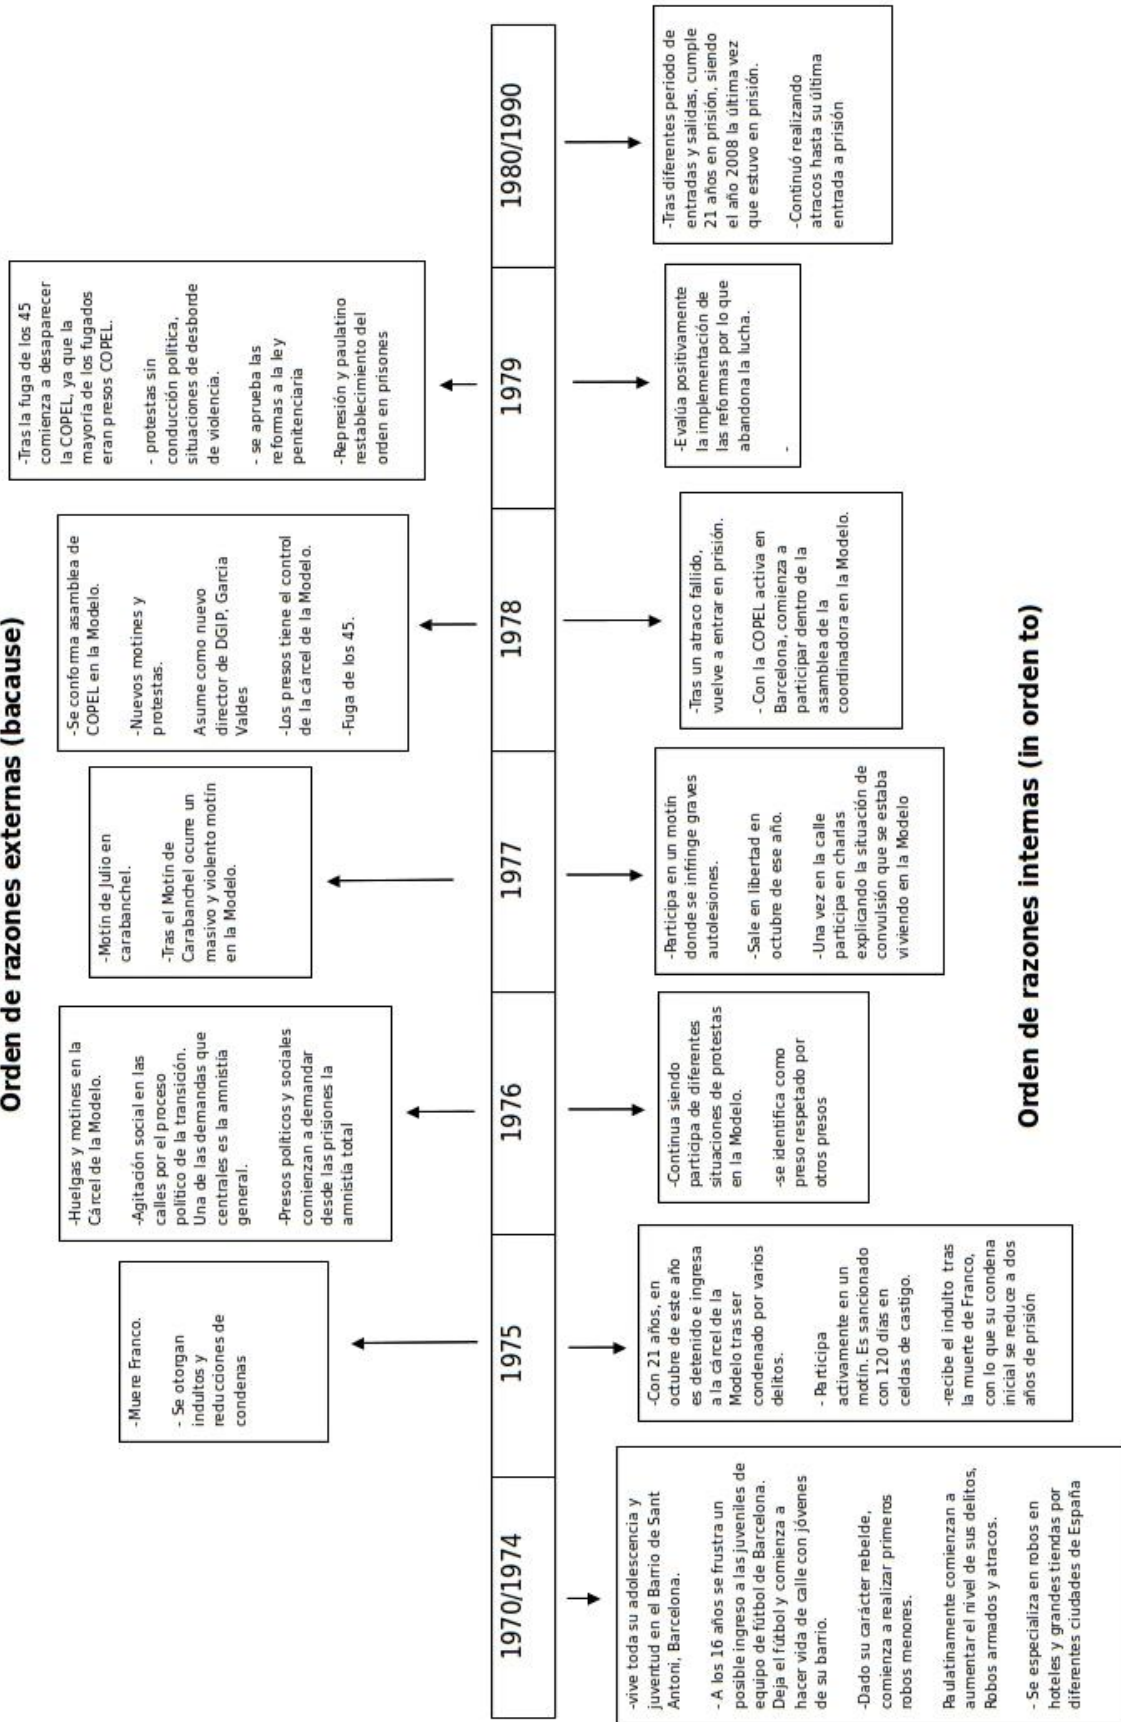 Orden de razones externas (bacause)
-Muere Franco.
- Se otorgan
indultos y
reducciones de
condenas
-Huelgas y motines en la
Cárcel de la Modelo.
-Agitación social en las
calles por el proceso
político de la transición.
Una de las demandas que
centrales es la amnistía
general.
-Presos políticos y sociales
comienzan a demandar
desde las prisiones la
amnistía total
-Motín de Julio en
carabanchel.
-Tras el Motín de
Carabanchel ocurre un
masivo y violento motín
en la Modelo.
-Se conforma asamblea de
COPEL en la Modelo.
-Nuevos motines y
protestas.
Asume como nuevo
director de DGIP, Garcia
Valdes
-Los presos tiene el control
de la cárcel de la Modelo.
-Fuga de los 45.
-Tras la fuga de los 45
comienza a desaparecer
la COPEL, ya que la
mayoría de los fugados
eran presos COPEL.
- protestas sin
conducción política,
situaciones de desborde
de violencia.
- se aprueba las
reformas a la ley
penitenciaria
-Represión y paulatino
restablecimiento del
orden en prisones
1970/1974
1975
1976
1977
1978
1979
1980/1990
-vive toda su adolescencia y
juventud en el Barrio de Sant
Antoni, Barcelona.
- A los 16 años se frustra un
posible ingreso a las juveniles de
equipo de fútbol de Barcelona.
Deja el fútbol y comienza a
hacer vida de calle con jóvenes
de su barrio.
-Dado su carácter rebelde,
comienza a realizar primeros
robos menores.
Paulatinamente comienzan a
aumentar el nivel de sus delitos,
Robos armados y atracos.
- Se especializa en robos en
hoteles y grandes tiendas por
diferentes ciudades de España
-Con 21 años, en
octubre de este año
es detenido e ingresa
a la cárcel de la
Modelo tras ser
condenado por varios
delitos.
- Participa
activamente en un
motín. Es sancionado
con 120 días en
celdas de castigo.
-recibe el indulto tras
la muerte de Franco,
con lo que su condena
inicial se reduce a dos
años de prisión
-Continua siendo
participa de diferentes
situaciones de protestas
en la Modelo.
-se identifica como
preso respetado por
otros presos
-Participa en un motín
donde se infringe graves
autolesiones.
-Sale en libertad en
octubre de ese año.
-Una vez en la calle
participa en charlas
explicando la situación de
convulsión que se estaba
viviendo en la Modelo
-Tras un atraco fallido,
vuelve a entrar en prisión.
- Con la COPEL activa en
Barcelona, comienza a
participar dentro de la
asamblea de la
coordinadora en la Modelo.
-Evalúa positivamente
la implementación de
las reformas por lo que
abandona la lucha.
-
-Tras diferentes periodo de
entradas y salidas, cumple
21 años en prisión, siendo
el año 2008 la última vez
que estuvo en prisión.
-Continuó realizando
atracos hasta su última
entrada a prisión
Orden de razones internas (in orden to)